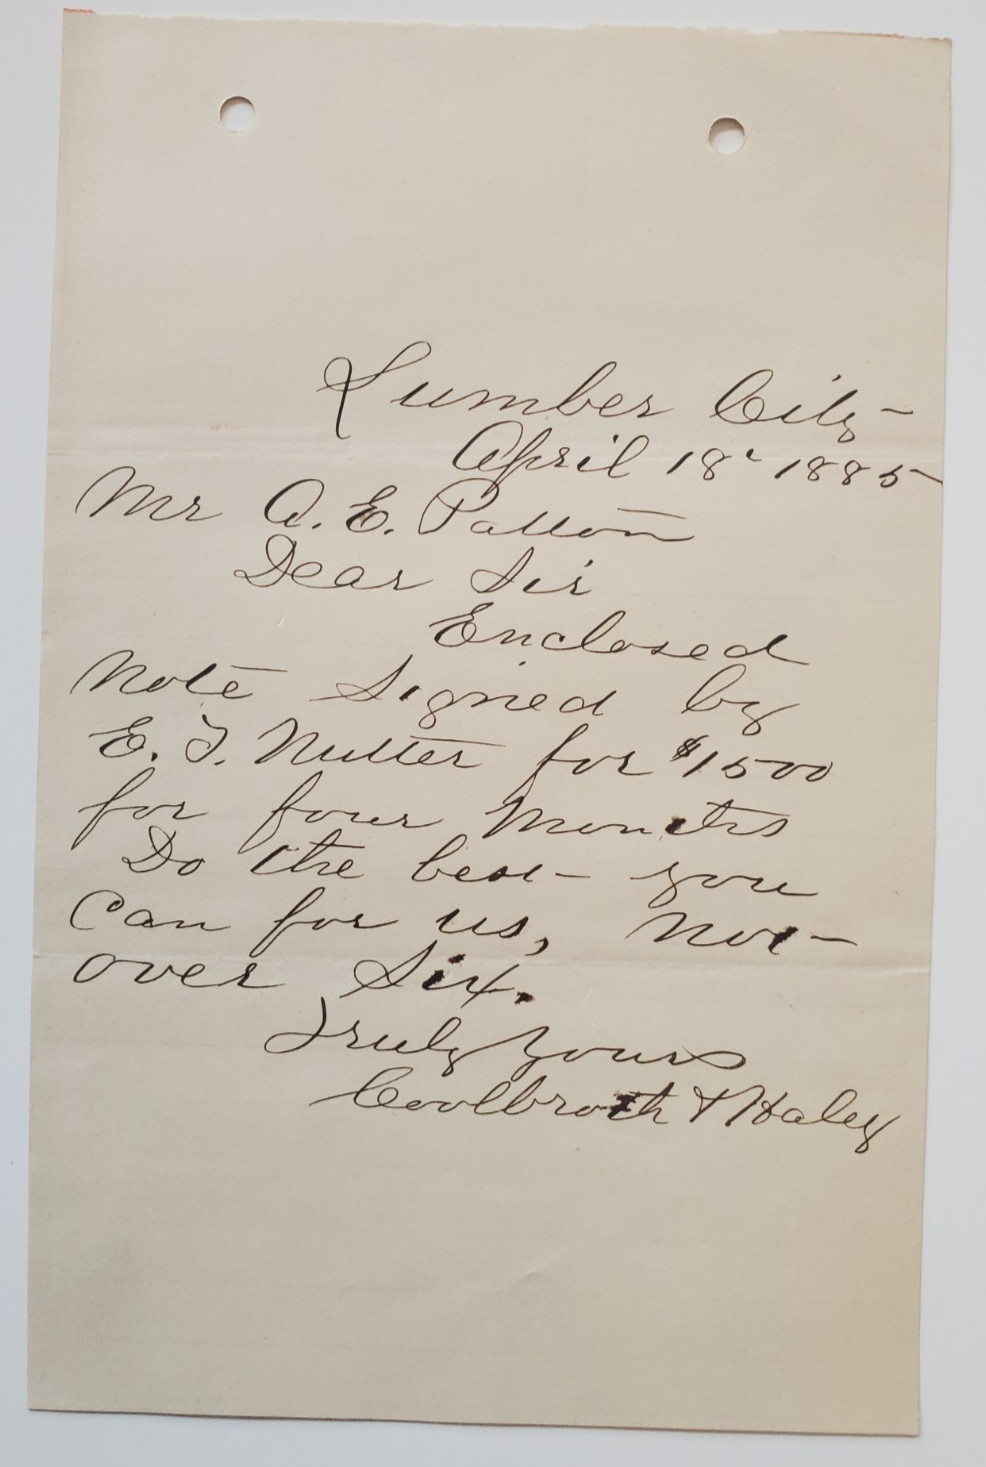 Lumber City
April 18 1885
Mr A. E. Patton
Dear Sir
Enclosed
Note Signed by
E. T. Nutter for $1500
for four Months
Do the best you
Can for us, not
over Six.
Truly Yours
Coolbroth & Haley